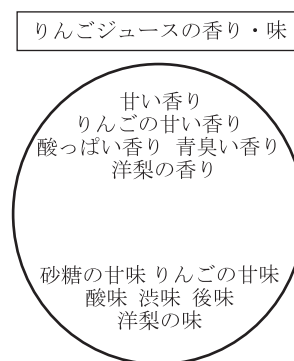 りんごジュースの香り・味
甘い香り
りんごの甘い香り
酸っぱい香り 青臭い香り
洋梨の香り
砂糖の甘味 りんごの甘味
酸味 渋味 後味
洋梨の味